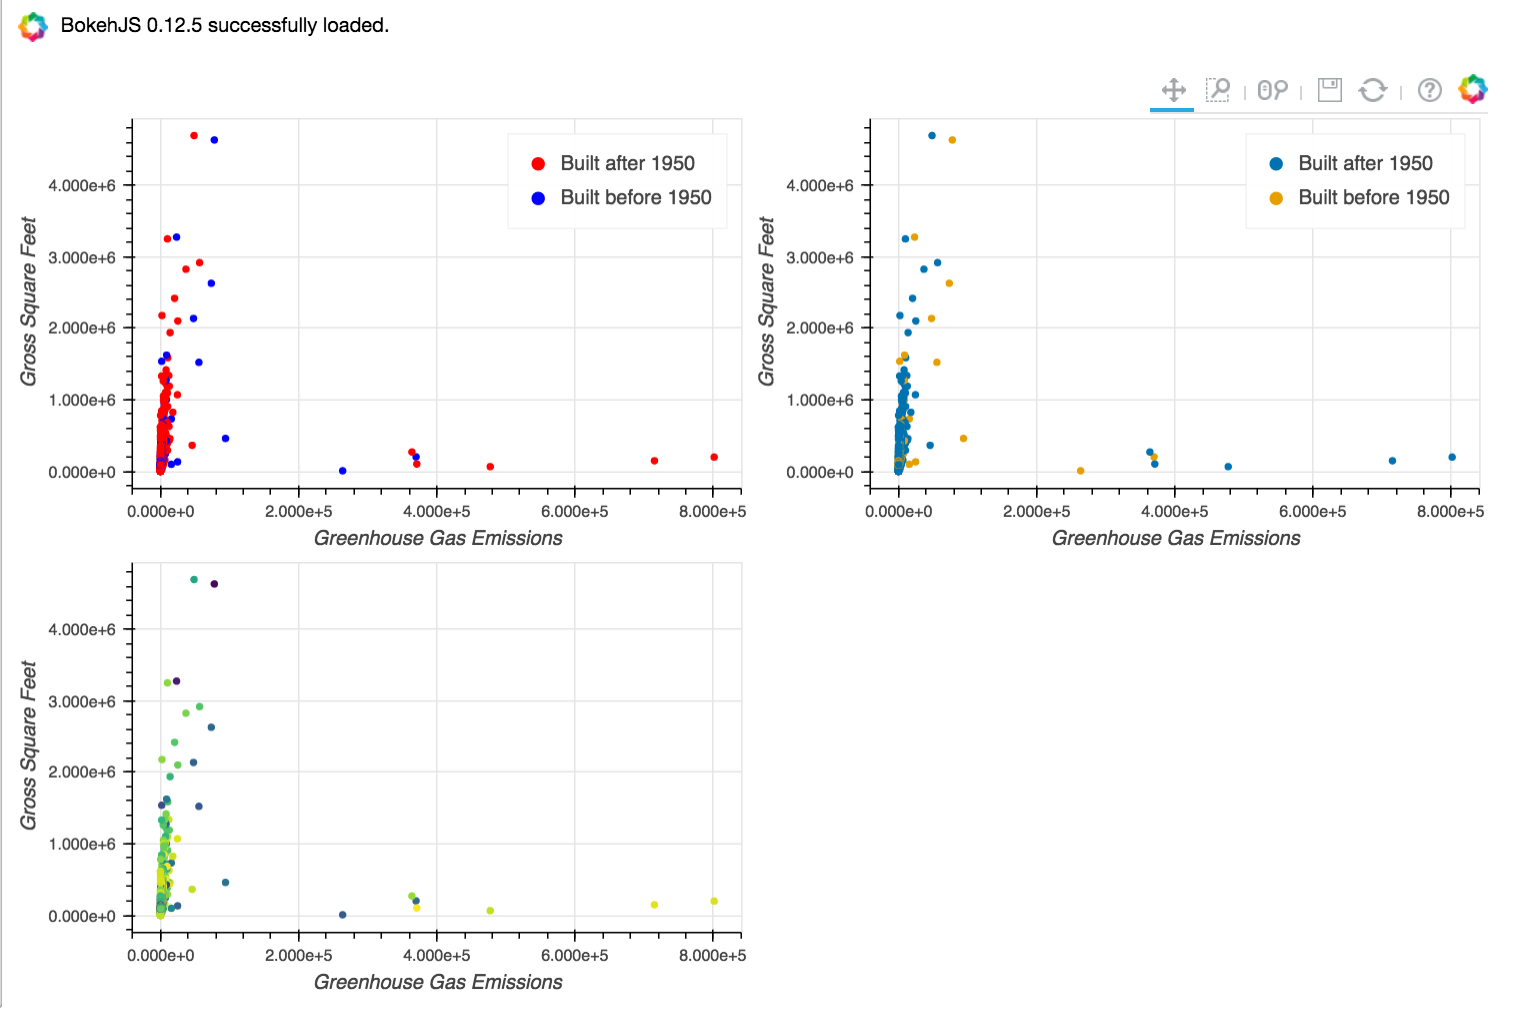 BokehJS 0.12.5 successfully loaded.
Built after 1950
Built before 1950
4.000e+6
3.000e+6
2.000e+6
1.000e+6
0.000e+0
Gross Square Feet
0.000e+0 2.000e+5 4.000e+5 6.000e+5 8.000e+5
Greenhouse Gas Emissions
Built after 1950
Built before 1950
4.000e+6
3.000e+6
2.000e+6
1.000e+6
0.000e+0
Gross Square Feet
0.000e+0 2.000e+5 4.000e+5 6.000e+5 8.000e+5
Greenhouse Gas Emissions
4.000e+6
3.000e+6
2.000e+6
1.000e+6
0.000e+0
Gross Square Feet
0.000e+0 2.000e+5 4.000e+5 6.000e+5 8.000e+5
Greenhouse Gas Emissions